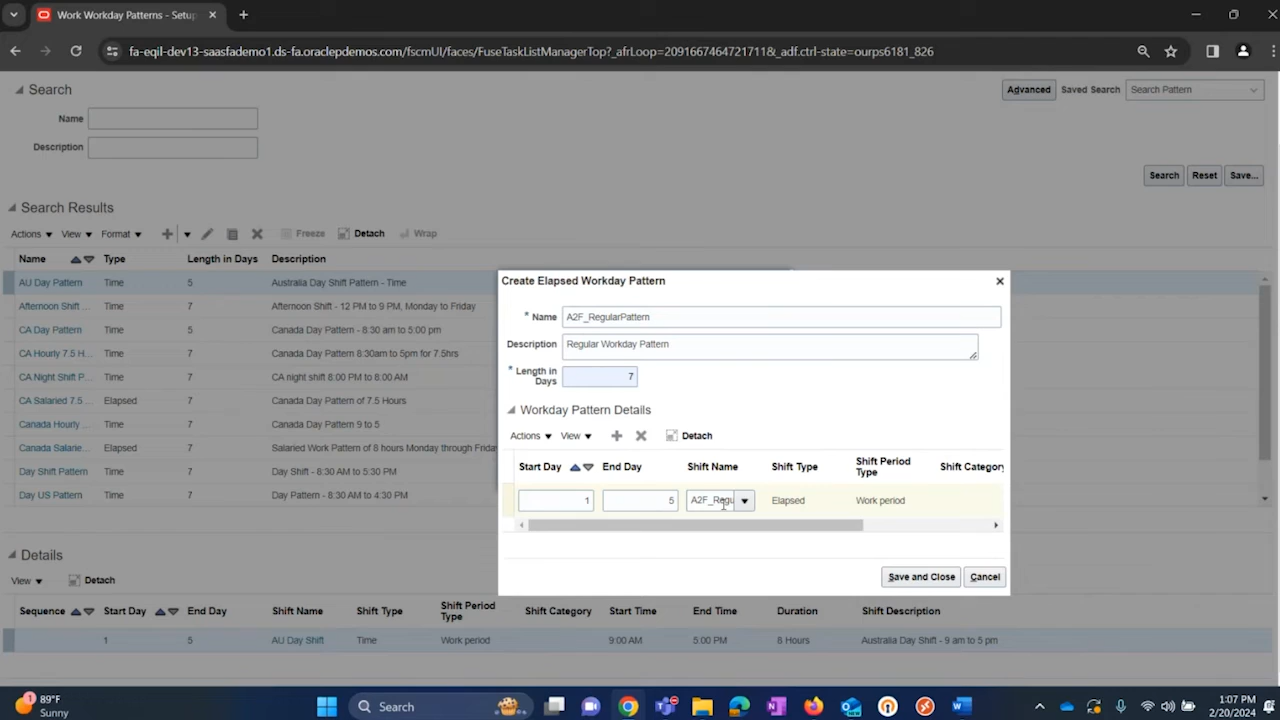 Work Workday Patterns - Setup
fa-eqil-dev13-saasfademo1.ds-fa.oraclepdemos.com/fscmUI/faces/FuseTaskListManagerTop?_afrLoop=20916674647217​11&_adf.ctrl-state=ourps6181_826
Search
Advanced Saved Search Search Pattern
Name
Description
Search Reset Save...
Search Results
Actions View Format Freeze Detach Wrap
Name Type Length in Days Description
AU Day Pattern Time 5 Australia Day Shift Pattern - Time
Afternoon Shift ... Time 7 Afternoon Shift - 12 PM to 9 PM, Monday to Friday
CA Day Pattern Time 5 Canada Day Pattern - 8:30 am to 5:00 pm
CA Hourly 7.5 H... Time 7 Canada Day Pattern 8:30am to 5pm for 7.5hrs
CA Night Shift P... Time 7 CA night shift 8:00 PM to 8:00 AM
CA Salaried 7.5 ... Elapsed 7 Canada Day Pattern of 7.5 Hours
Canada Hourly ... Time 7 Canada Day Pattern 9 to 5
Canada Salarie... Elapsed 7 Salaried Work Pattern of 8 hours Monday through Frida
Day Shift Pattern Time 7 Day Shift - 8:30 AM to 5:30 PM
Day US Pattern Time 7 Day Pattern - 8:30 AM to 4:30 PM
Create Elapsed Workday Pattern
* Name A2F_RegularPattern
Description Regular Workday Pattern
* Length in Days 7
Workday Pattern Details
Actions View Detach
Start Day End Day Shift Name Shift Type Shift Period Type Shift Category
1 5 A2F_Regu Elapsed Work period
Save and Close Cancel
Details
View Detach
Sequence Start Day End Day Shift Name Shift Type Shift Period Type Shift Category Start Time End Time Duration Shift Description
1 5 AU Day Shift Time Work period 9:00 AM 5:00 PM 8 Hours Australia Day Shift - 9 am to 5 pm
1
89°F
Sunny
Search
1:07 PM
2/20/2024